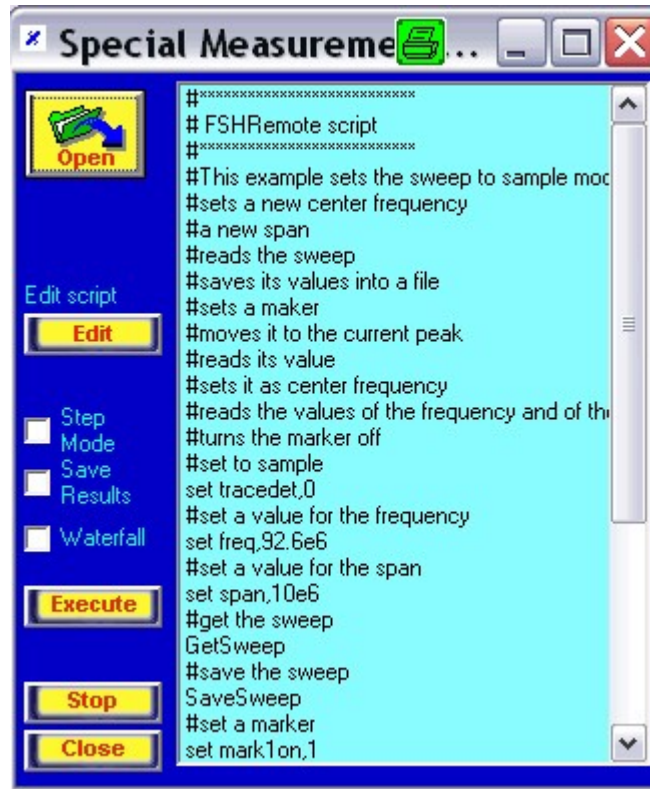 Special Measureme...
Open
Edit script
Edit
Step
Mode
Save
Results
Waterfall
Execute
Stop
Close
#****************************
# FSHRemote script
#****************************
#This example sets the sweep to sample mod
#sets a new center frequency
#a new span
#reads the sweep
#saves its values into a file
#sets a maker
#moves it to the current peak
#reads its value
#sets it as center frequency
#reads the values of the frequency and of the
#turns the marker off
#set to sample
set tracedet,0
#set a value for the frequency
set freq,92.6e6
#set a value for the span
set span,10e6
#get the sweep
GetSweep
#save the sweep
SaveSweep
#set a marker
set mark1on,1